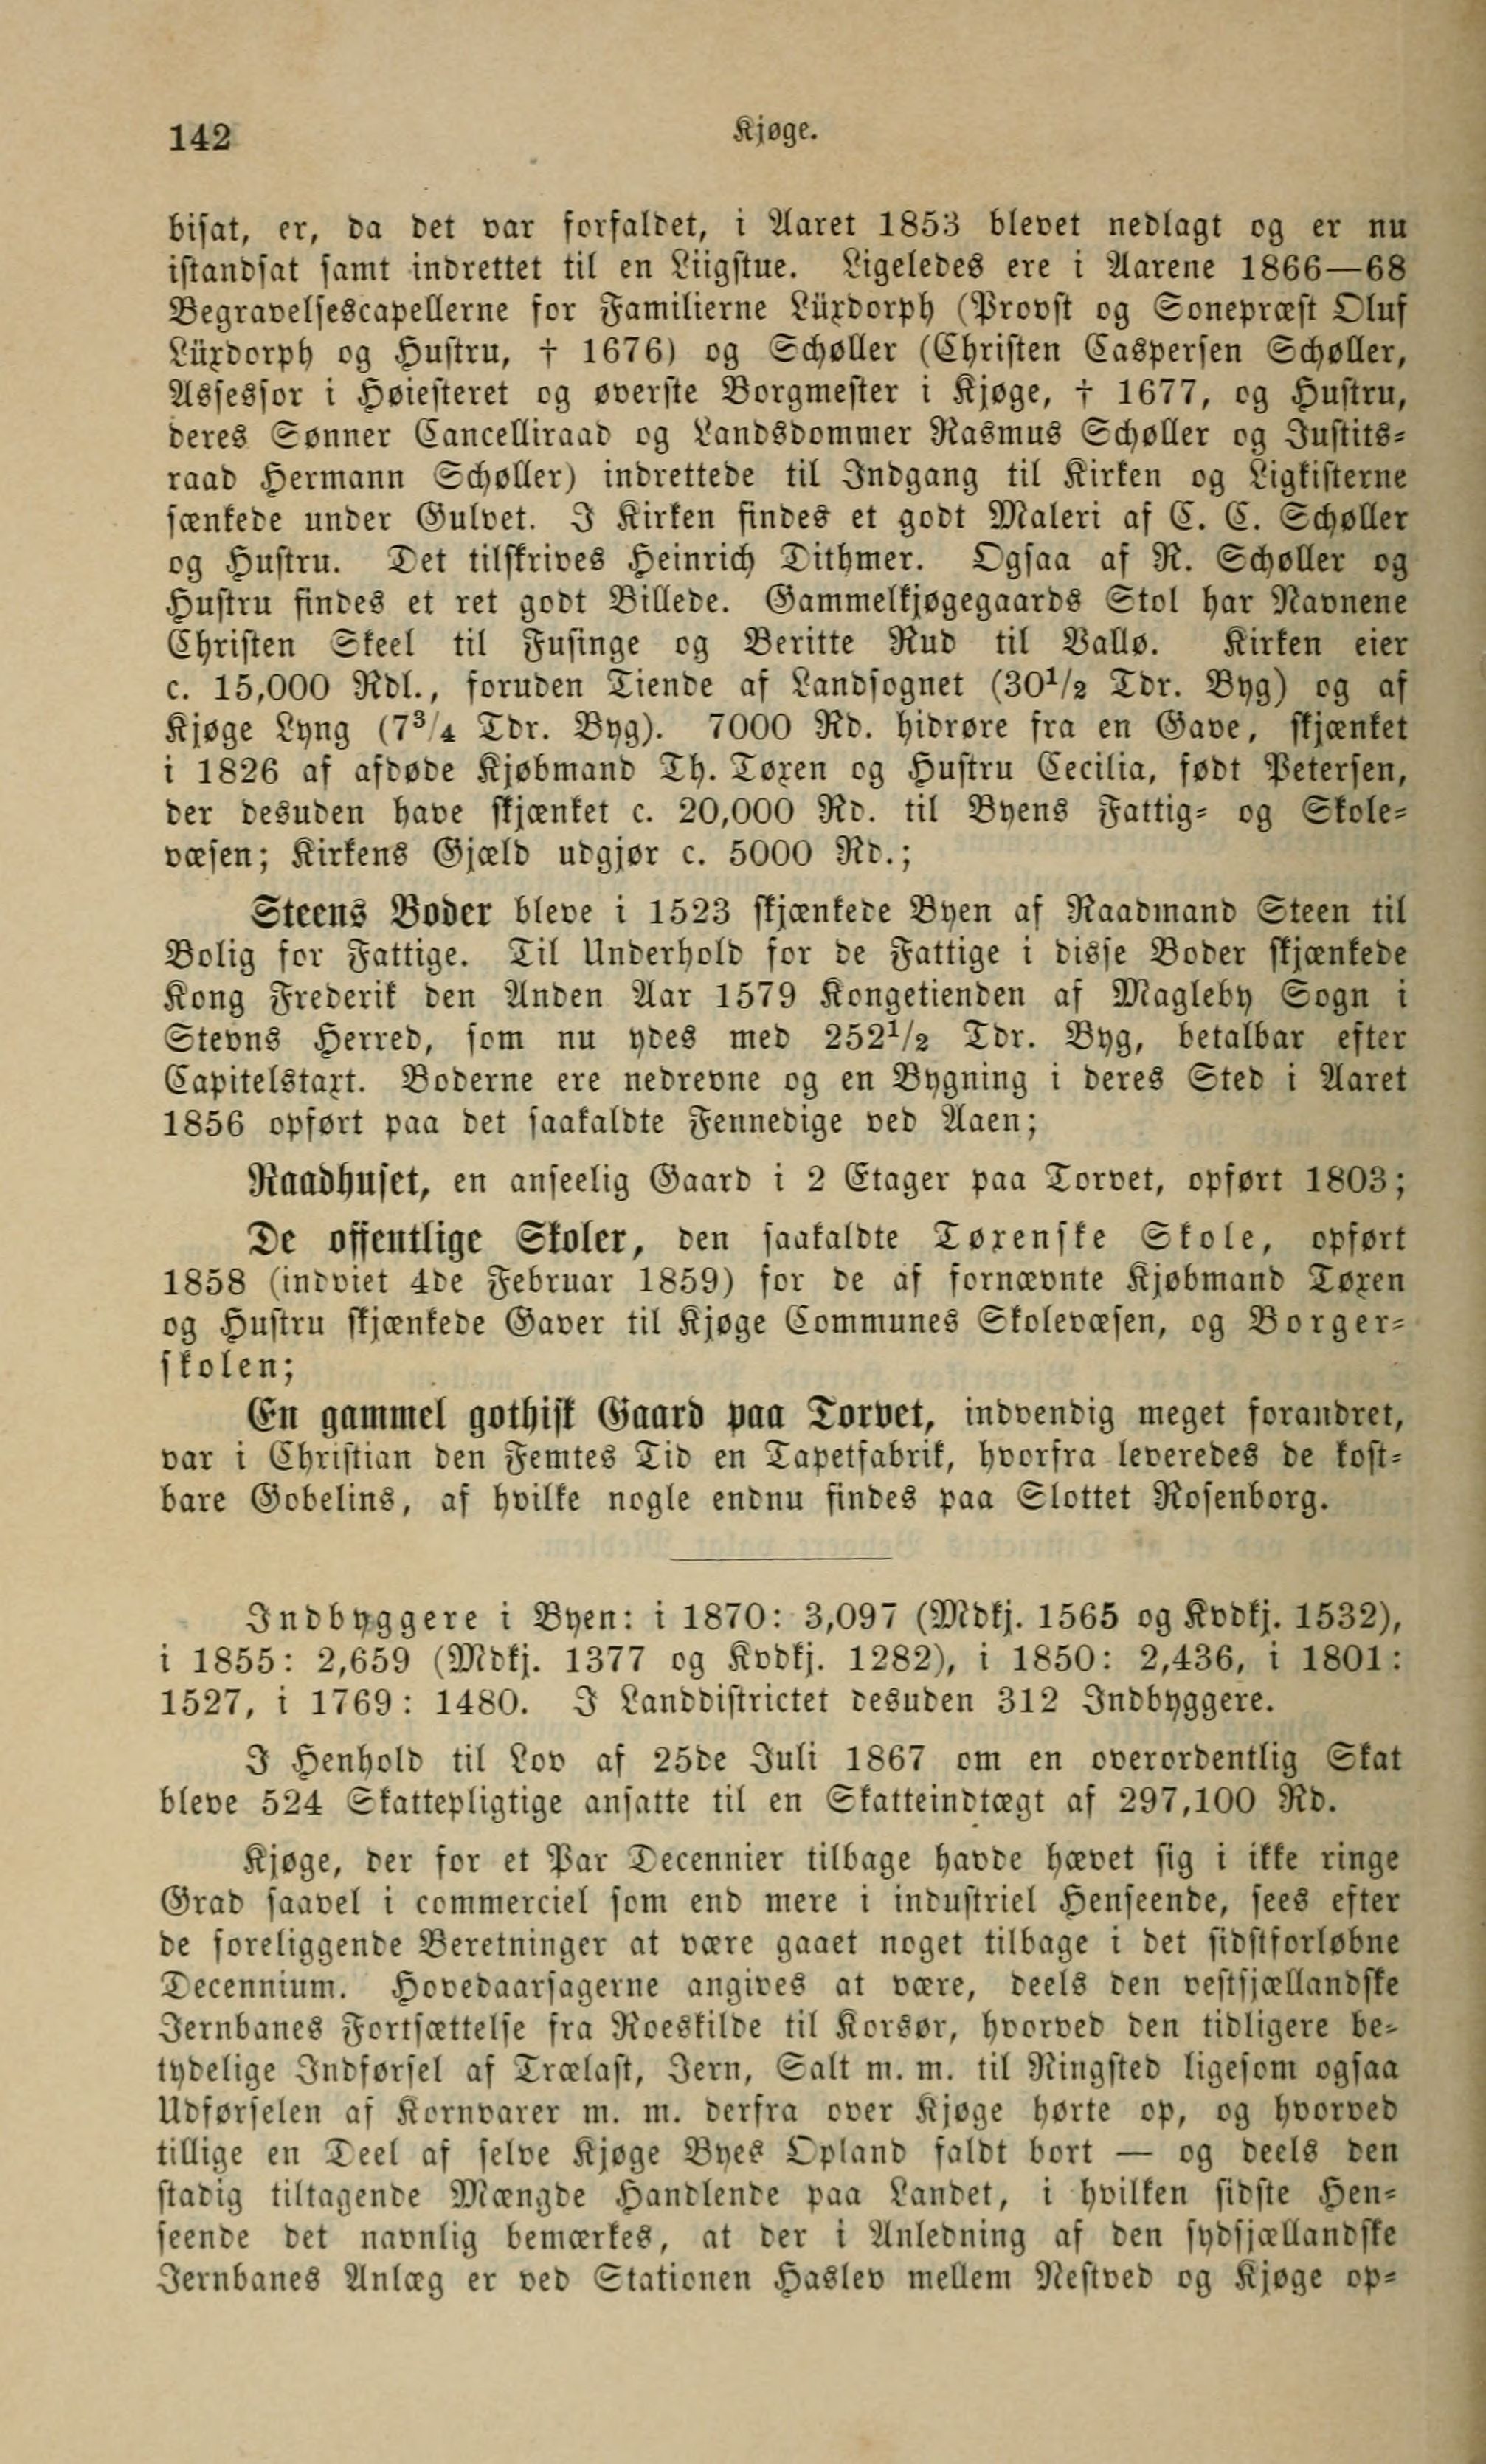 142
Kjøge.
bisat, er, da det var forfaldet, i Aaret 1853 blevet nedlagt og er nu
istandsat samt indrettet til en Liigstue. Ligeledes ere i Aarene 1866—68
Begravelsescapellerne for Familierne Lüxdorph (Provst og Sonepræst Oluf
Lüxdorph og Hustru, † 1676) og Schøller (Christen Caspersen Schøller,
Assessor i Høiesteret og øverste Borgmester i Kjøge, † 1677, og Hustru,
deres Sønner Cancelliraad og Landsdommer Rasmus Schøller og Justits-
raad Hermann Schøller) indrettede til Indgang til Kirken og Ligkisterne
sænkede under Gulvet. I Kirken findes et godt Maleri af C. C. Schøller
og Hustru. Det tilskrives Heinrich Dithmer. Ogsaa af R. Schøller og
Hustru findes et ret godt Billede. Gammelkjøgegaards Stol har Navnene
Christen Skeel til Fusinge og Beritte Rud til Vallø. Kirken eier
c. 15,000 Rdl., foruden Tiende af Landsognet (30½ Tdr. Byg) og af
Kjøge Lyng (7¾ Tdr. Byg). 7000 Rd. hidrøre fra en Gave, skjænket
i 1826 af afdøde Kjøbmand Th. Tøxen og Hustru Cecilia, født Petersen,
der desuden have skjænket c. 20,000 Rd. til Byens Fattig- og Skole-
væsen; Kirkens Gjæld udgjør c. 5000 Rd.;
Steens Boder bleve i 1523 skjænkede Byen af Raadmand Steen til
Bolig for Fattige. Til Underhold for de Fattige i disse Boder skjænkede
Kong Frederik den Anden Aar 1579 Kongetienden af Magleby Sogn i
Stevns Herred, som nu ydes med 252½ Tdr. Byg, betalbar efter
Capitelstaxt. Boderne ere nedrevne og en Bygning i deres Sted i Aaret
1856 opført paa det saakaldte Fennedige ved Aaen;
Raadhuset, en anseelig Gaard i 2 Etager paa Torvet, opført 1803;
De offentlige Skoler, den saakaldte Tøxenske Skole, opført
1858 (indviet 4de Februar 1859) for de af fornævnte Kjøbmand Tøxen
og Hustru skjænkede Gaver til Kjøge Communes Skolevæsen, og Borger-
skolen;
En gammel gothisk Gaard paa Torvet, indvendig meget forandret,
var i Christian den Femtes Tid en Tapetfabrik, hvorfra leveredes de kost-
bare Gobelins, af hvilke nogle endnu findes paa Slottet Rosenborg.
Indbyggere i Byen: i 1870: 3,097 (Mdkj. 1565 og Kvdkj. 1532),
i 1855: 2,659 (Mdkj. 1377 og Kvdkj. 1282), i 1850: 2,436, i 1801:
1527, i 1769: 1480. I Landdistrictet desuden 312 Indbyggere.
I Henhold til Lov af 25de Juli 1867 om en overordentlig Skat
bleve 524 Skattepligtige ansatte til en Skatteindtægt af 297,100 Rd.
Kjøge, der for et Par Decennier tilbage havde hævet sig i ikke ringe
Grad saavel i commerciel som end mere i industriel Henseende, sees efter
de foreliggende Beretninger at være gaaet noget tilbage i det sidstforløbne
Decennium. Hovedaarsagerne angives at være, deels den vestsjællandske
Jernbanes Fortsættelse fra Roeskilde til Korsør, hvorved den tidligere be-
tydelige Indførsel af Trælast, Jern, Salt m. m. til Ringsted ligesom ogsaa
Udførselen af Kornvarer m. m. derfra over Kjøge hørte op, og hvorved
tillige en Deel af selve Kjøge Byes Opland faldt bort — og deels den
stadig tiltagende Mængde Handlende paa Landet, i hvilken sidste Hen-
seende det navnlig bemærkes, at der i Anledning af den sydsjællandske
Jernbanes Anlæg er ved Stationen Haslev mellem Nestved og Kjøge op-